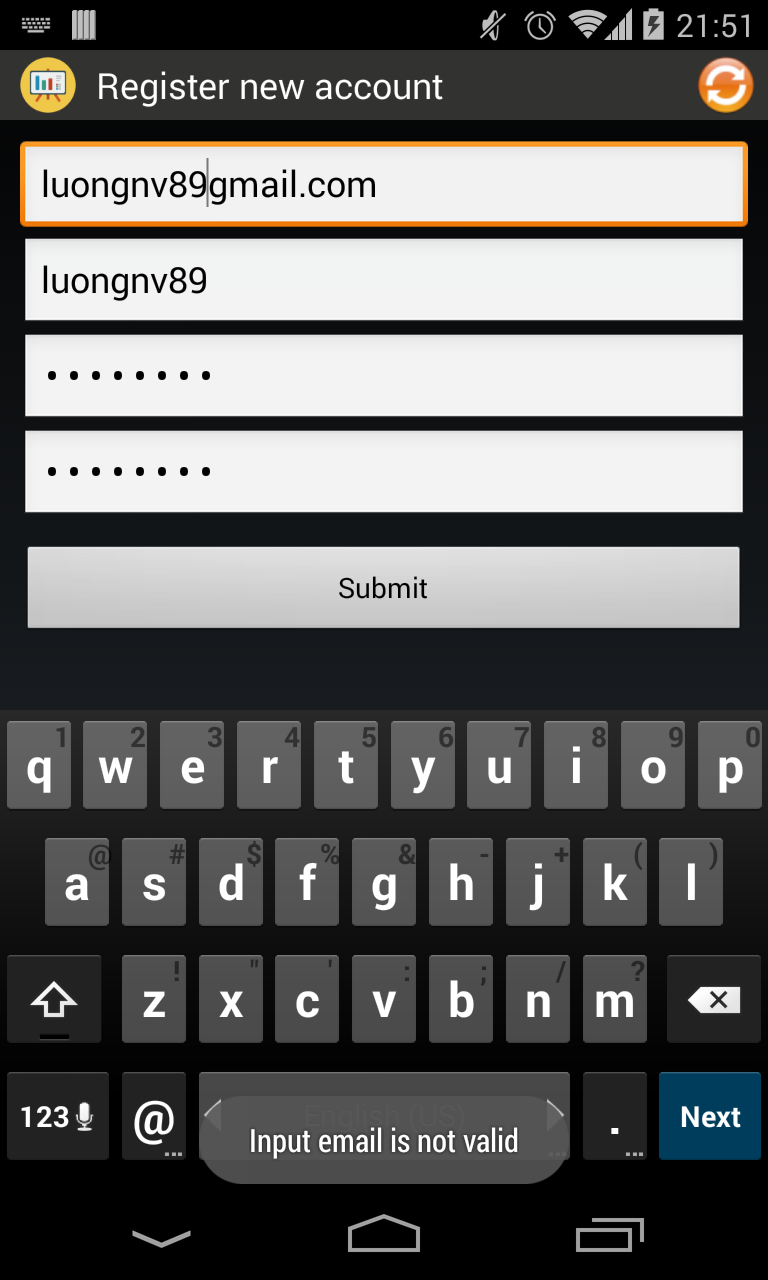 21:51
Register new account
luongnv89gmail.com
luongnv89
••••••••
••••••••
Submit
1 2 3 4 5 6 7 8 9 0
q w e r t y u i o p
@ # $ % & - + ( )
a s d f g h j k l
! " ' : ; / ?
z x c v b n m
123 @ English (US) . Next
Input email is not valid